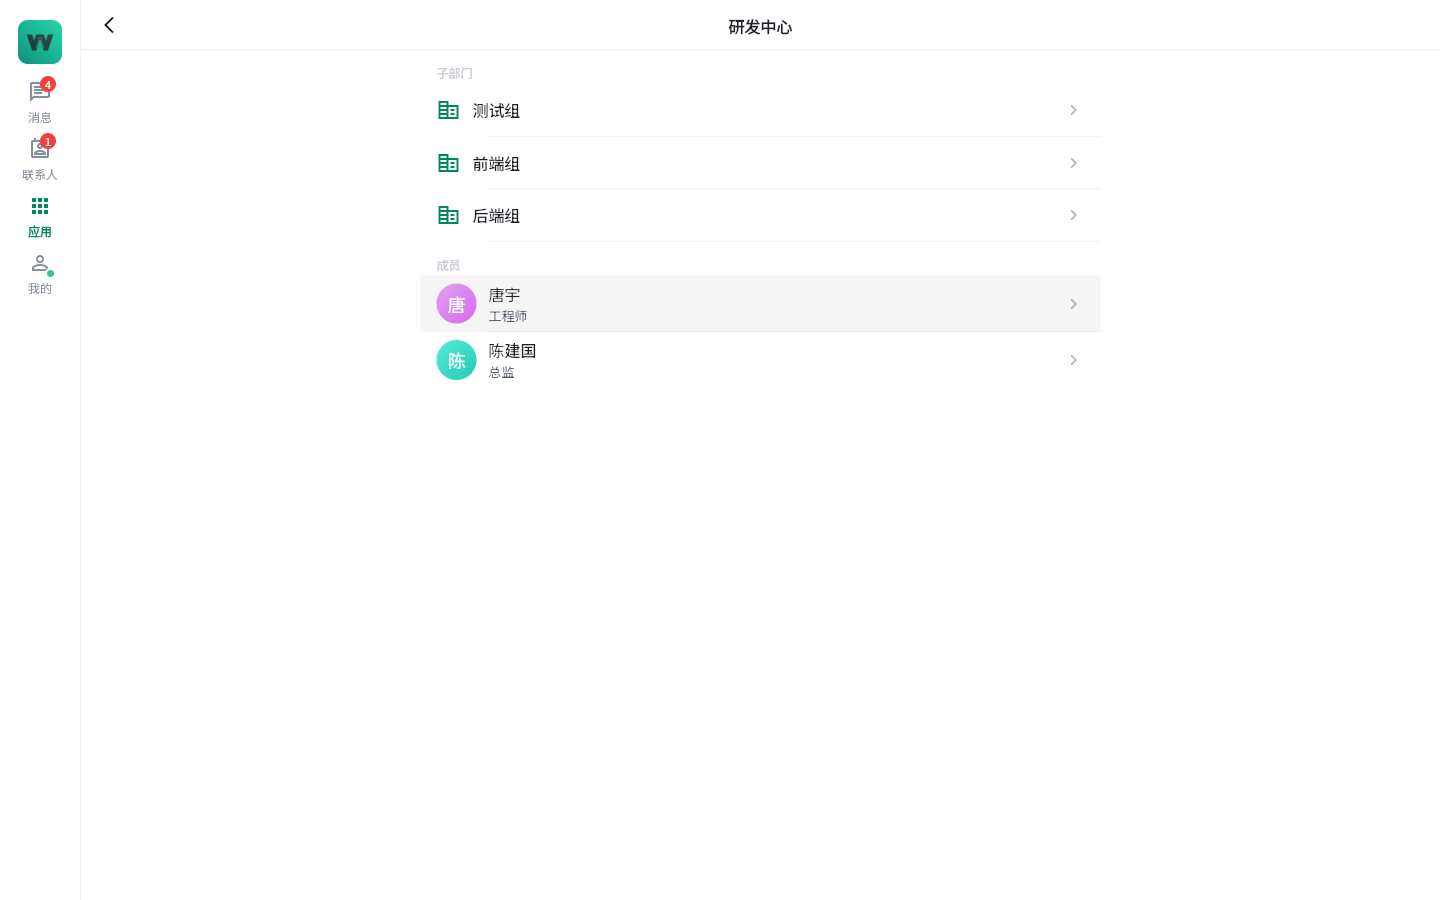 研发中心
4
消息
1
联系人
应用
我的
子部门
测试组
前端组
后端组
成员
唐
唐宇
工程师
陈
陈建国
总监